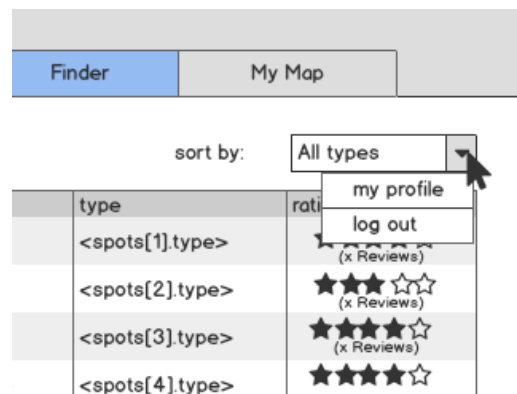 Finder
My Map
sort by:
All types
my profile
log out
type
<spots[1].type>
(x Reviews)
<spots[2].type>
(x Reviews)
<spots[3].type>
(x Reviews)
<spots[4].type>